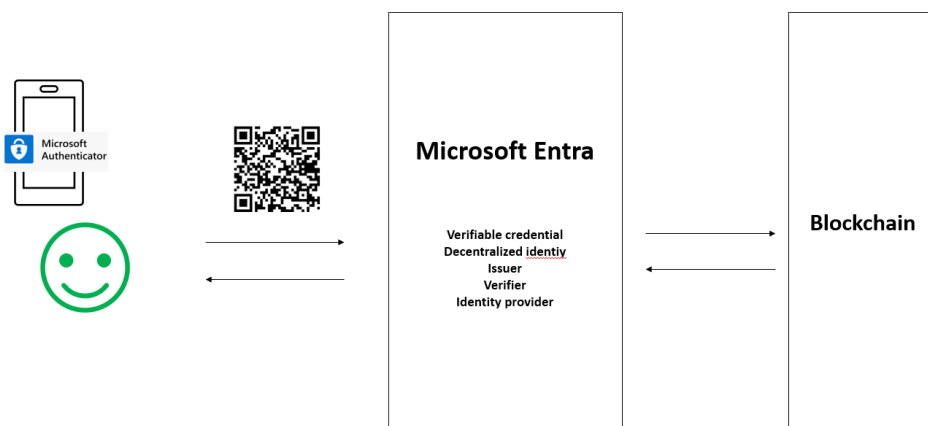 Microsoft
Authenticator
Microsoft Entra
Verifiable credential
Decentralized identiy
Issuer
Verifier
Identity provider
Blockchain